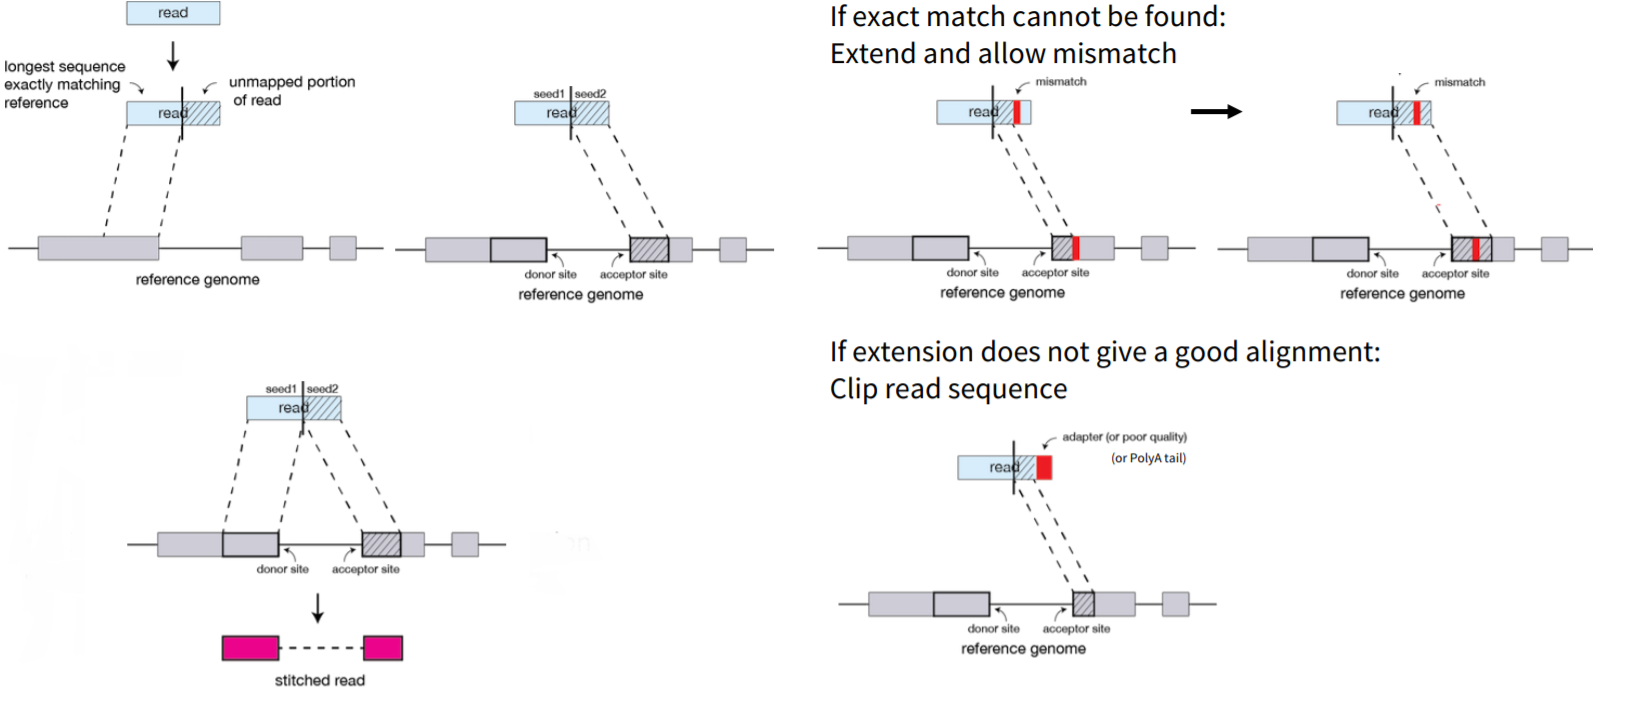 read
longest sequence
exactly matching
reference
unmapped portion
of read
read
reference genome
seed1 seed2
read
donor site
acceptor site
reference genome
If exact match cannot be found:
Extend and allow mismatch
mismatch
read
donor site
acceptor site
reference genome
mismatch
read
donor site
acceptor site
reference genome
seed1 seed2
read
donor site
acceptor site
stitched read
If extension does not give a good alignment:
Clip read sequence
adapter (or poor quality)
(or PolyA tail)
read
donor site
acceptor site
reference genome